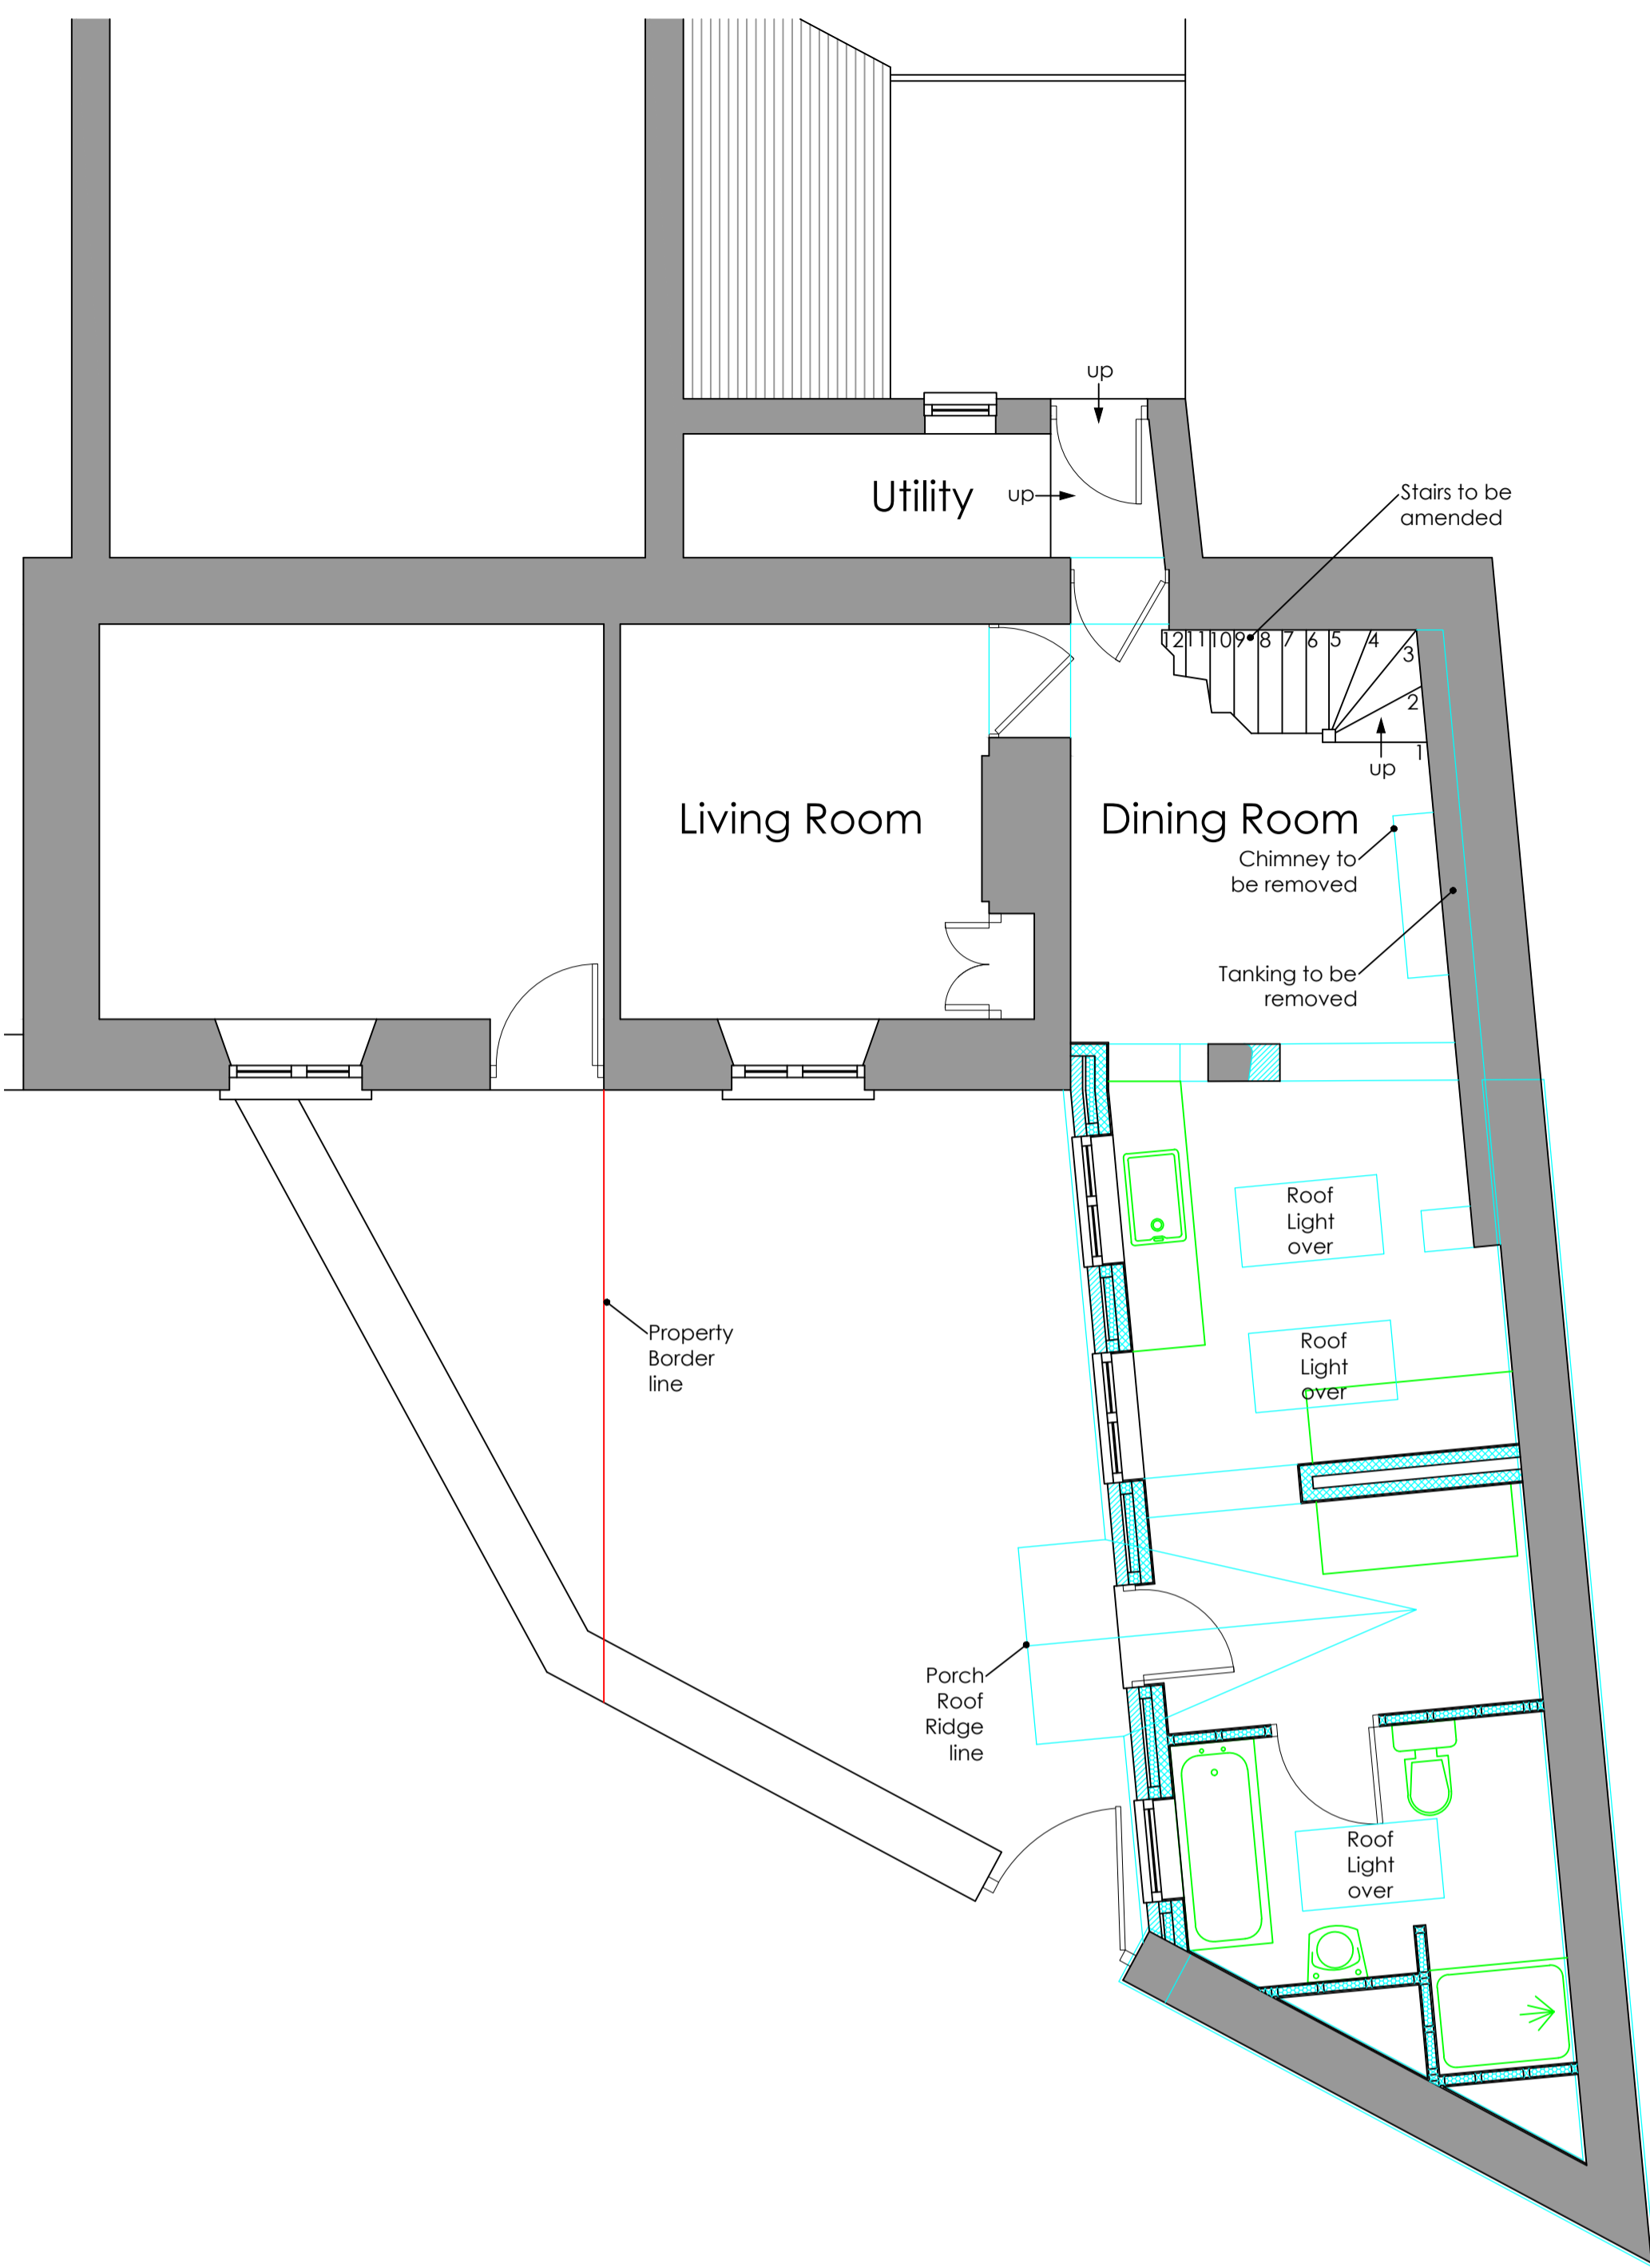 up
Utility
up
Stairs to be
amended
12 11 10 9 8 7 6 5 4
3
2
1
up
Living Room
Dining Room
Chimney to
be removed
Tanking to be
removed
Roof
Light
over
Property
Border
line
Roof
Light
over
Porch
Roof
Ridge
line
Roof
Light
over